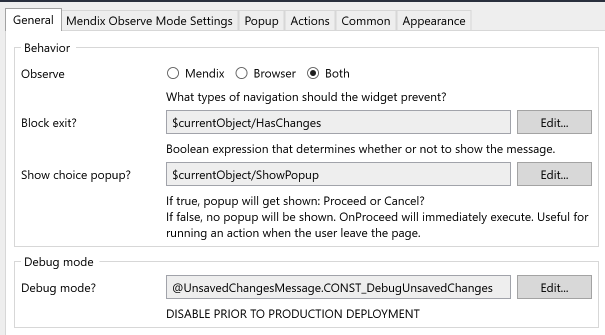 General Mendix Observe Mode Settings Popup Actions Common Appearance
Behavior
Observe Mendix Browser Both
What types of navigation should the widget prevent?
Block exit? $currentObject/HasChanges Edit...
Boolean expression that determines whether or not to show the message.
Show choice popup? $currentObject/ShowPopup Edit...
If true, popup will get shown: Proceed or Cancel?
If false, no popup will be shown. OnProceed will immediately execute. Useful for
running an action when the user leave the page.
Debug mode
Debug mode? @UnsavedChangesMessage.CONST_DebugUnsavedChanges Edit...
DISABLE PRIOR TO PRODUCTION DEPLOYMENT